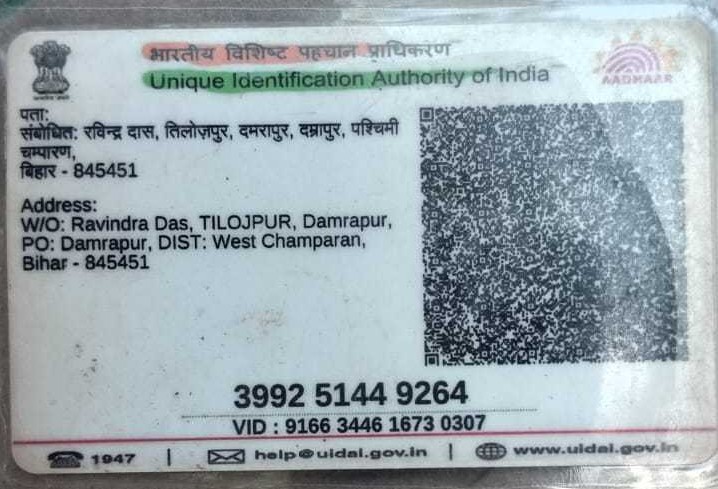 भारतीय विशिष्ट पहचान प्राधिकरण
Unique Identification Authority of India
AADHAAR
पता:
संबोधित: रविन्द्र दास, तिलोज़पुर, दमरापुर, दम्रापुर, पश्चिमी
चम्पारण,
बिहार - 845451
Address:
W/O: Ravindra Das, TILOJPUR, Damrapur,
PO: Damrapur, DIST: West Champaran,
Bihar - 845451
3992 5144 9264
VID : 9166 3446 1673 0307
1947 | help@uidai.gov.in | www.uidai.gov.in